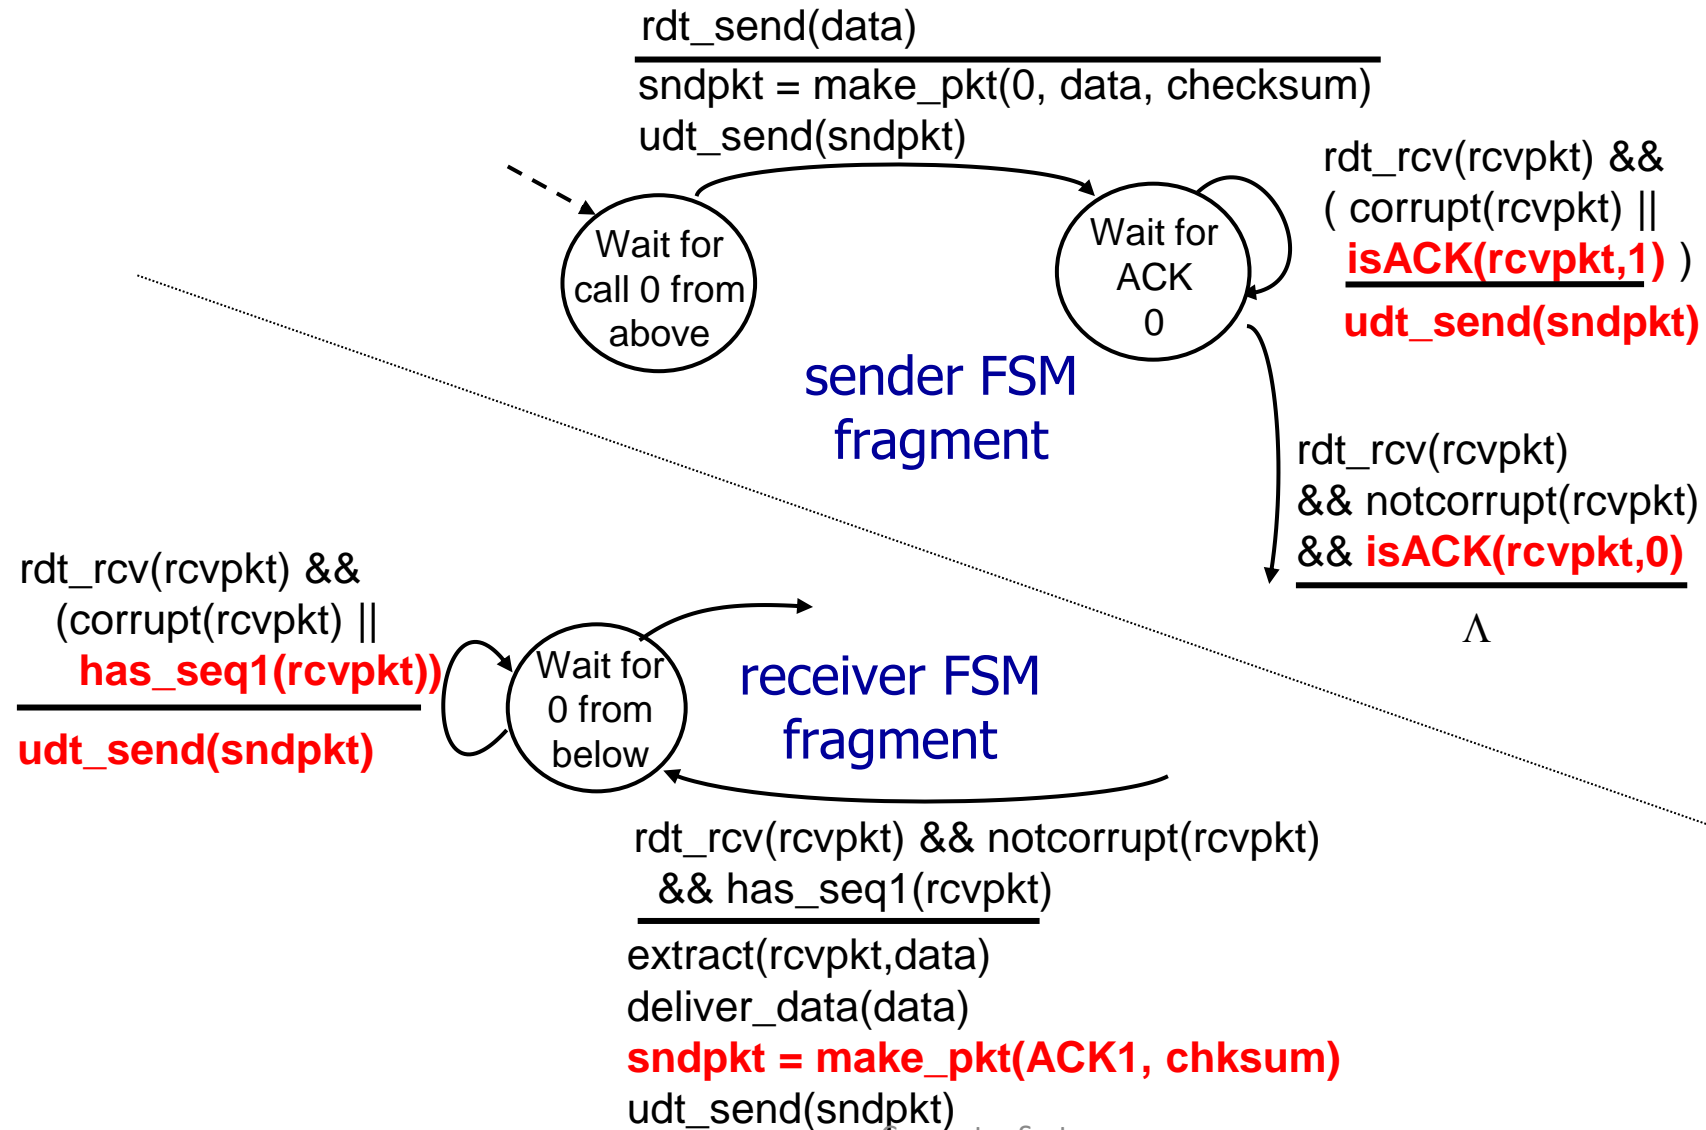 rdt_send(data)
sndpkt = make_pkt(0, data, checksum)
udt_send(sndpkt)
Wait for
call 0 from
above
Wait for
ACK
0
rdt_rcv(rcvpkt) &&
( corrupt(rcvpkt) ||
isACK(rcvpkt,1) )
udt_send(sndpkt)
sender FSM
fragment
rdt_rcv(rcvpkt)
&& notcorrupt(rcvpkt)
&& isACK(rcvpkt,0)
Λ
rdt_rcv(rcvpkt) &&
(corrupt(rcvpkt) ||
has_seq1(rcvpkt))
udt_send(sndpkt)
Wait for
0 from
below
receiver FSM
fragment
rdt_rcv(rcvpkt) && notcorrupt(rcvpkt)
&& has_seq1(rcvpkt)
extract(rcvpkt,data)
deliver_data(data)
sndpkt = make_pkt(ACK1, chksum)
udt_send(sndpkt)